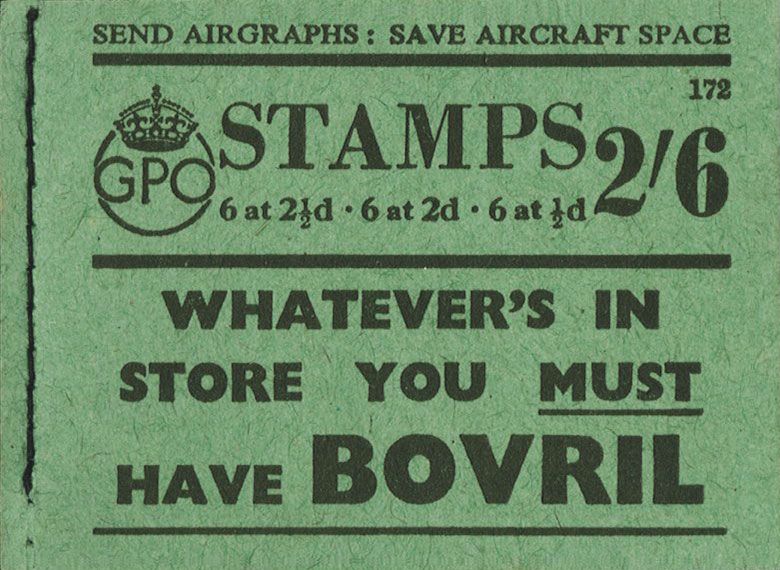 SEND AIRGRAPHS : SAVE AIRCRAFT SPACE
172
GPO
STAMPS 2/6
6 at 2½d · 6 at 2d · 6 at ½d
WHATEVER'S IN
STORE YOU MUST
HAVE BOVRIL